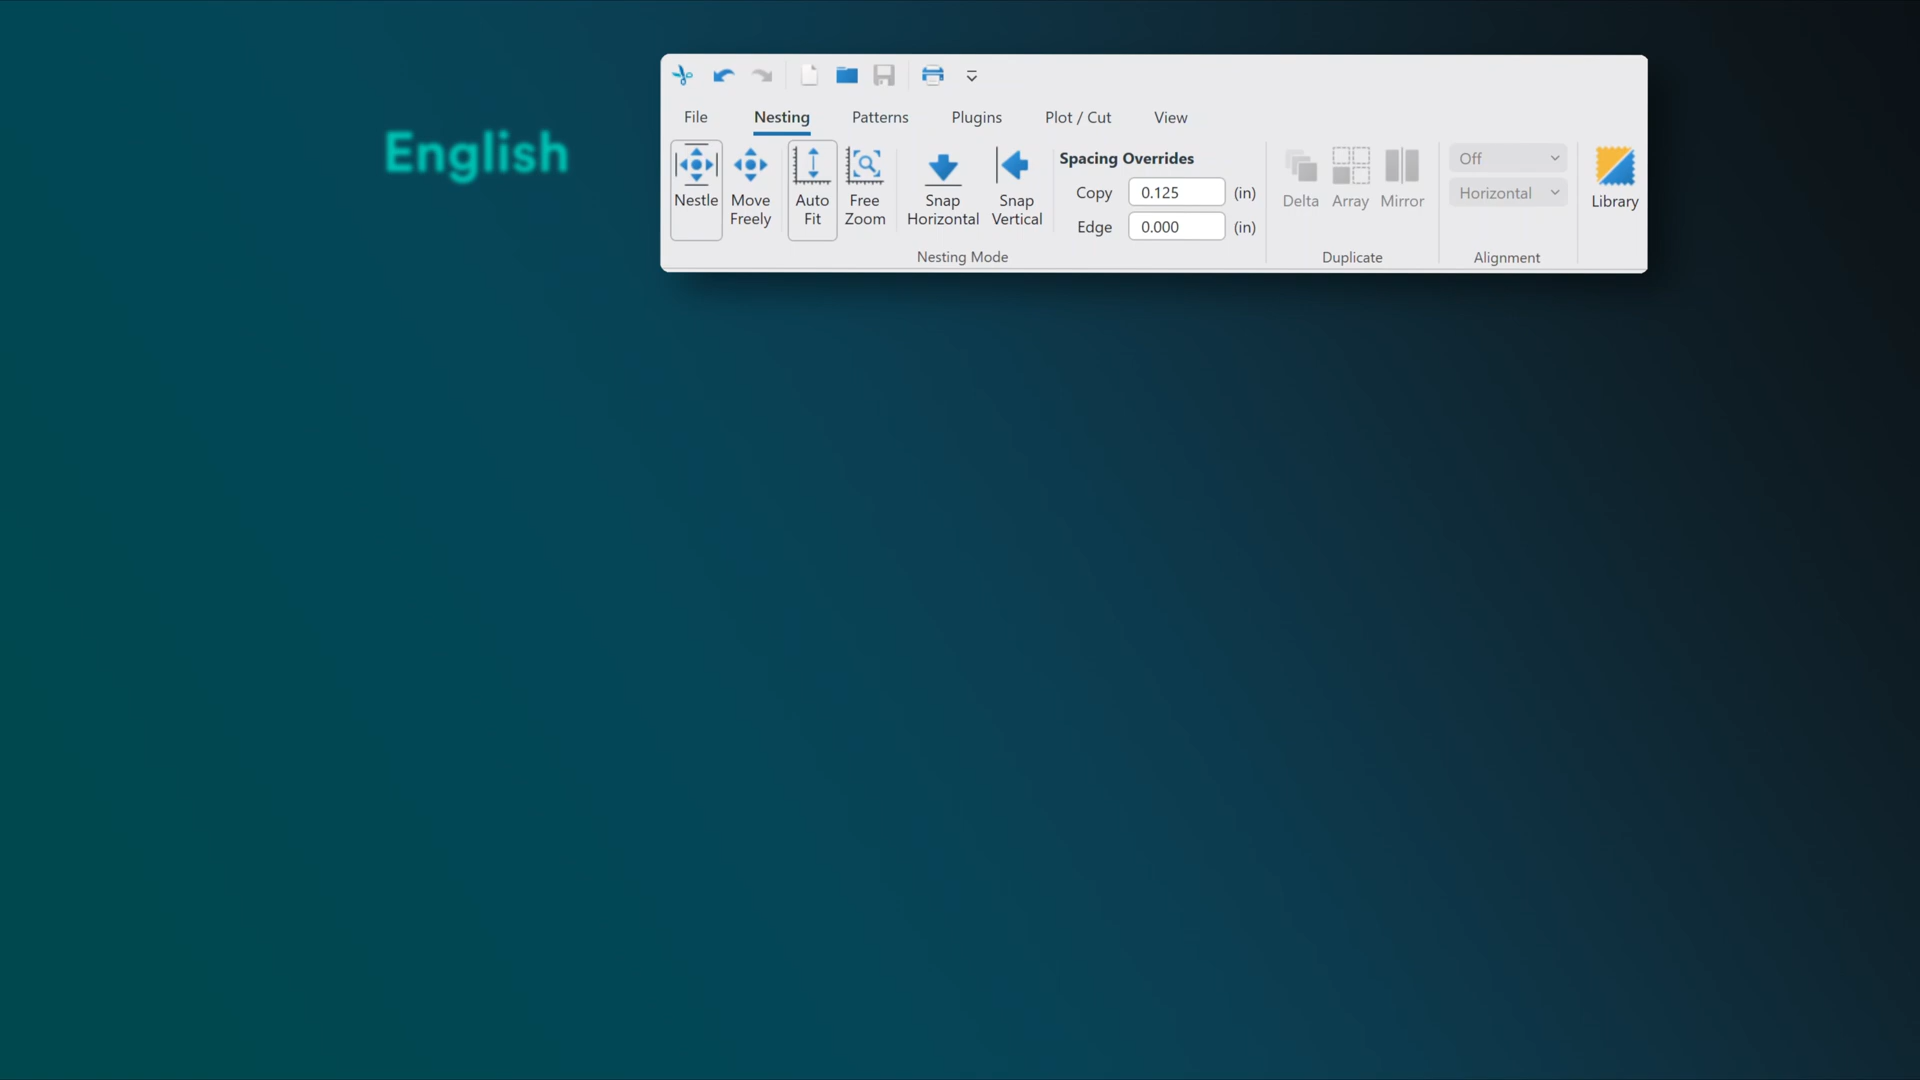 English
File Nesting Patterns Plugins Plot / Cut View
Nestle
Move
Freely
Auto
Fit
Free
Zoom
Snap
Horizontal
Snap
Vertical
Spacing Overrides
Copy 0.125 (in)
Edge 0.000 (in)
Nesting Mode
Delta Array Mirror
Duplicate
Off
Horizontal
Alignment
Library